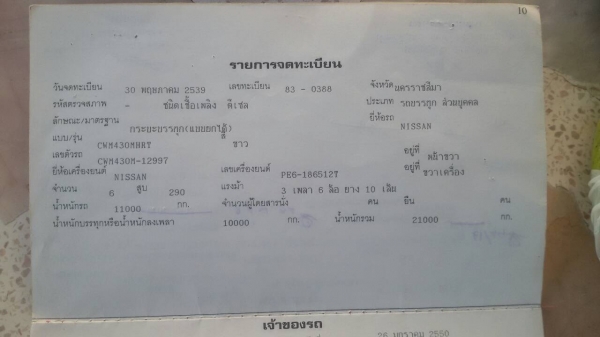 10
รายการจดทะเบียน
วันจดทะเบียน 30 พฤษภาคม 2539 เลขทะเบียน 83 - 0388 จังหวัด นครราชสีมา
รหัสตรวจสภาพ - ชนิดเชื้อเพลิง ดีเซล ประเภท รถบรรทุก ส่วนบุคคล
ลักษณะ/มาตรฐาน กระบะบรรทุก(แบบยกได้) ยี่ห้อรถ NISSAN
แบบ/รุ่น CWM430MBRT สี ขาว
เลขตัวรถ CWM430M-12997 อยู่ที่
ยี่ห้อเครื่องยนต์ NISSAN เลขเครื่องยนต์ PE6-186512T อยู่ที่ ขวาเครื่อง
จำนวน 6 สูบ 290 แรงม้า 3 เพลา 6 ล้อ ยาง 10 เส้น
น้ำหนักรถ 11000 กก. จำนวนผู้โดยสารนั่ง คน ยืน คน
น้ำหนักบรรทุกหรือน้ำหนักลงเพลา 10000 กก. น้ำหนักรวม 21000 กก.
เจ้าของรถ
26 มกราคม 2550